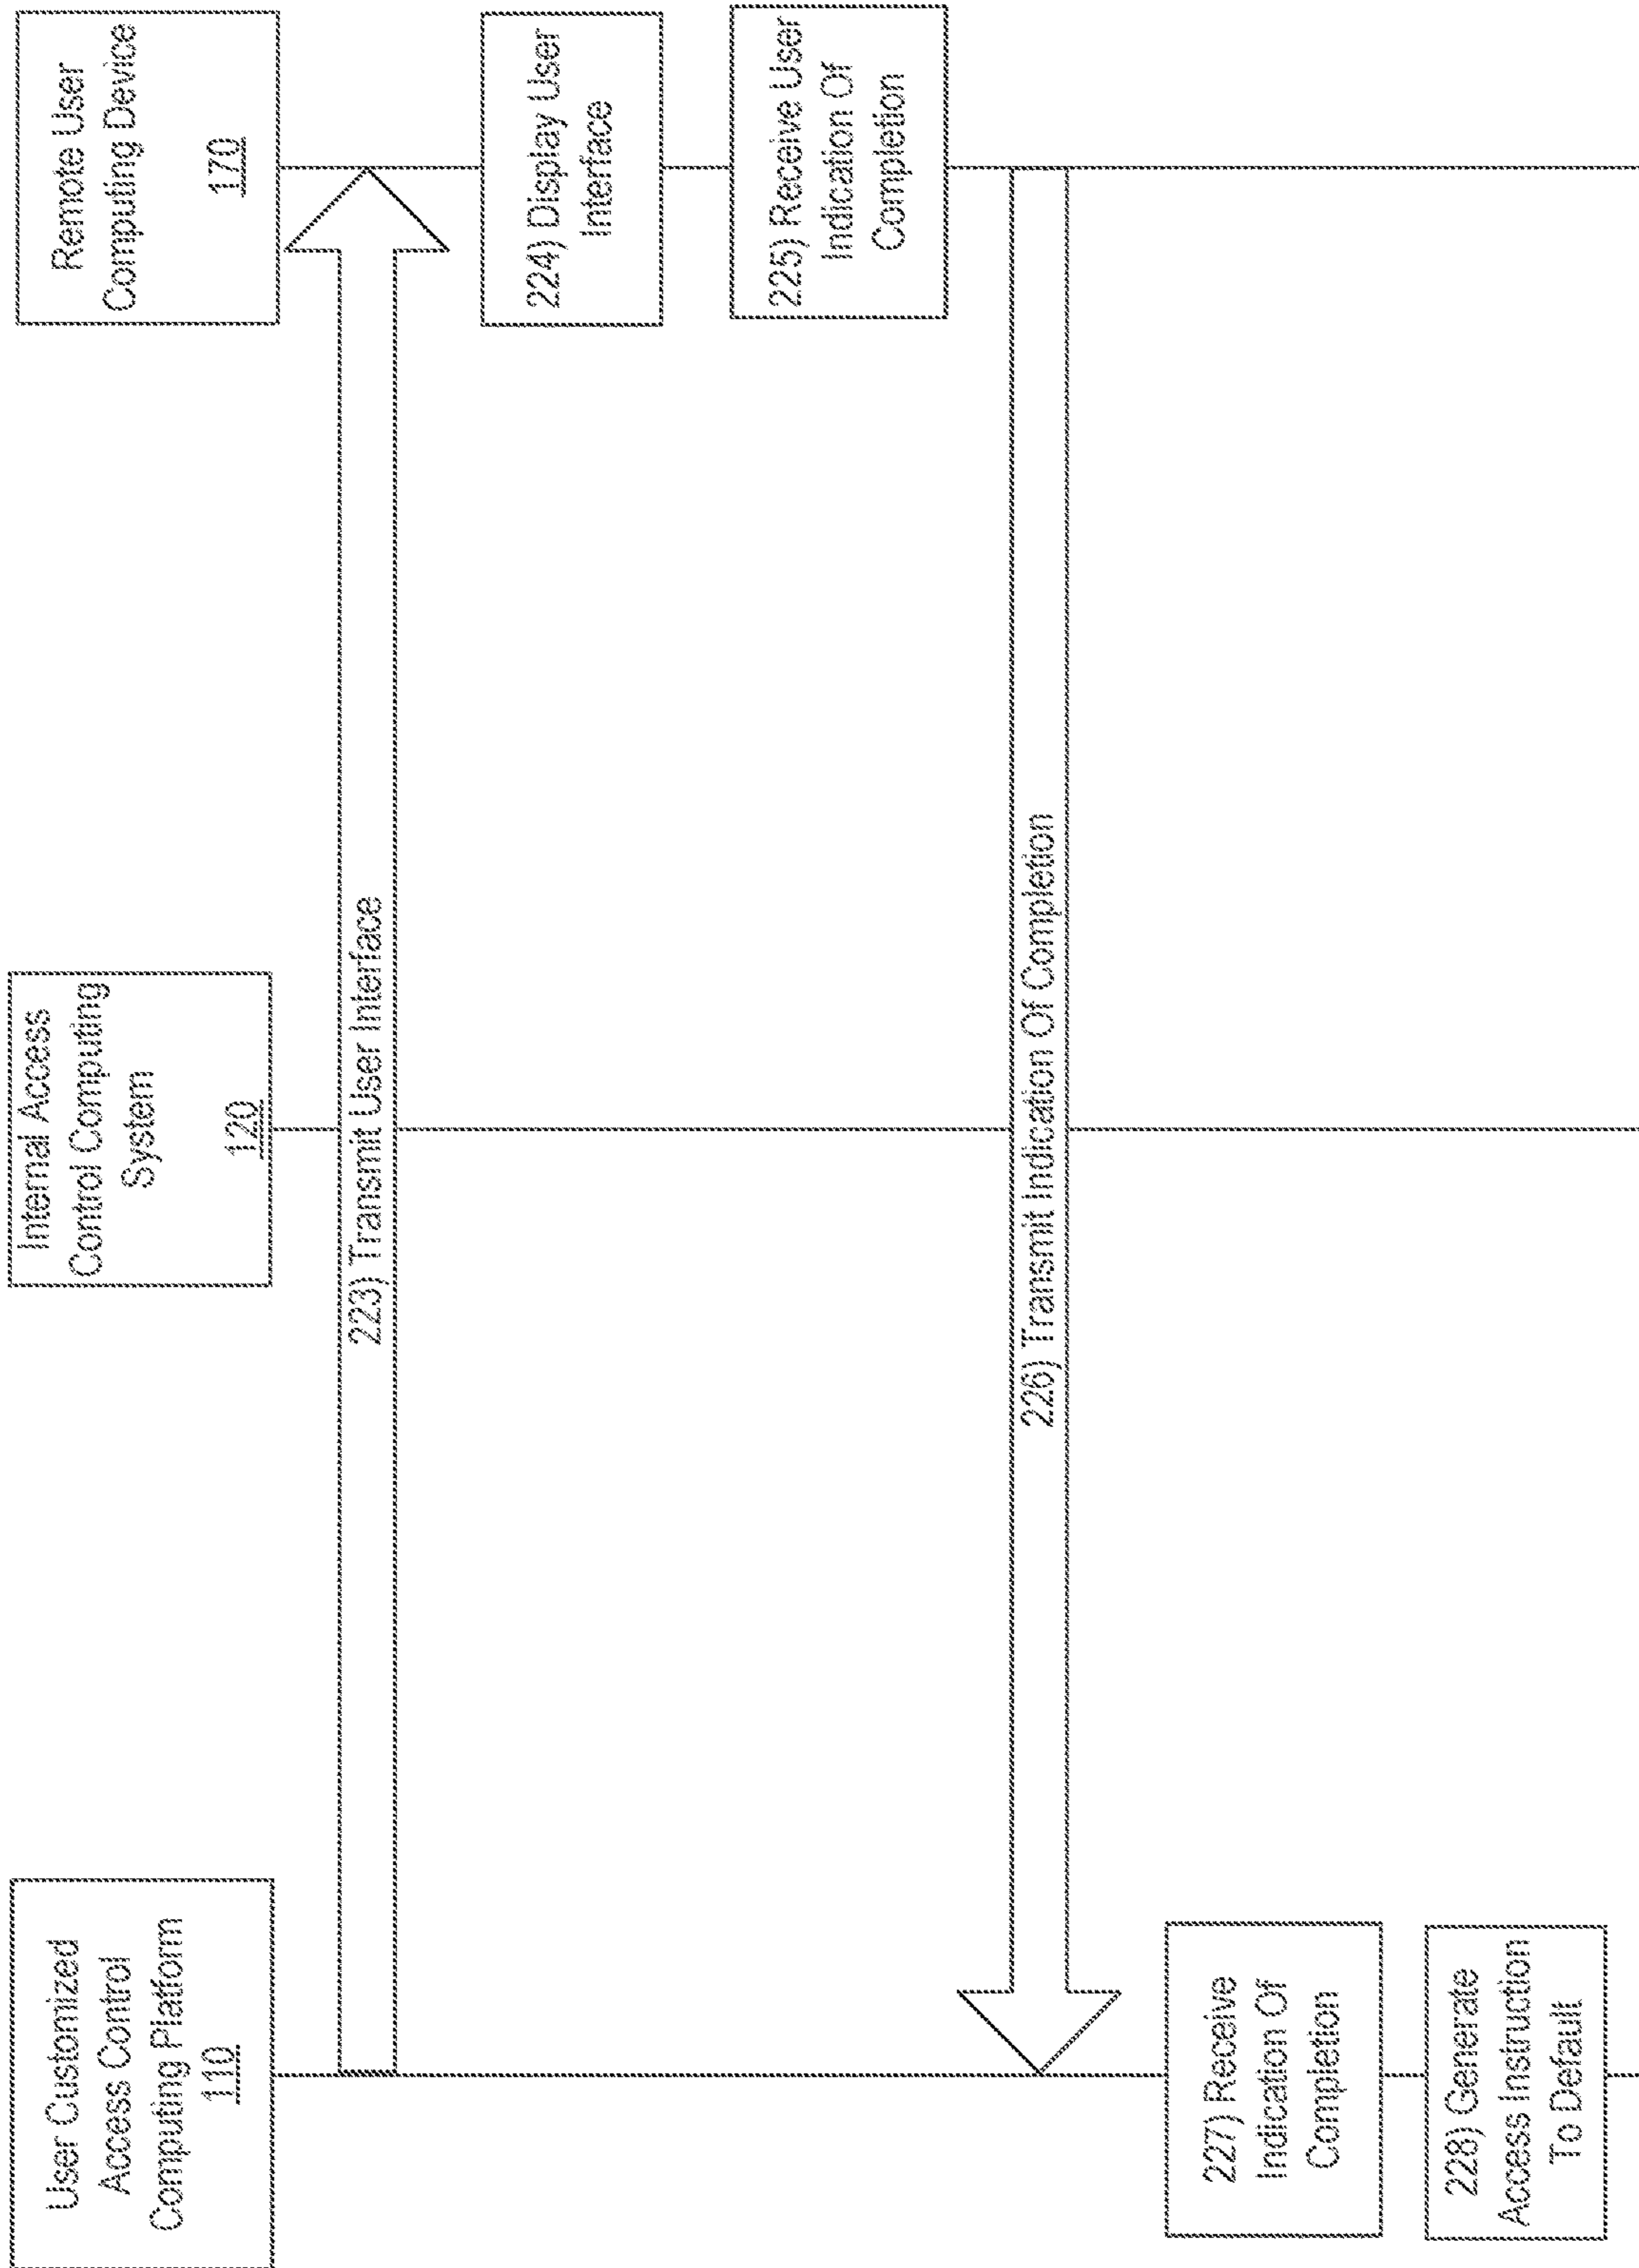 User Customized
Access Control
Computing Platform
110
Internal Access
Control Computing
System
120
Remote User
Computing Device
170
223) Transmit User Interface
224) Display User
Interface
225) Receive User
Indication Of
Completion
226) Transmit Indication Of Completion
227) Receive
Indication Of
Completion
228) Generate
Access Instruction
To Default